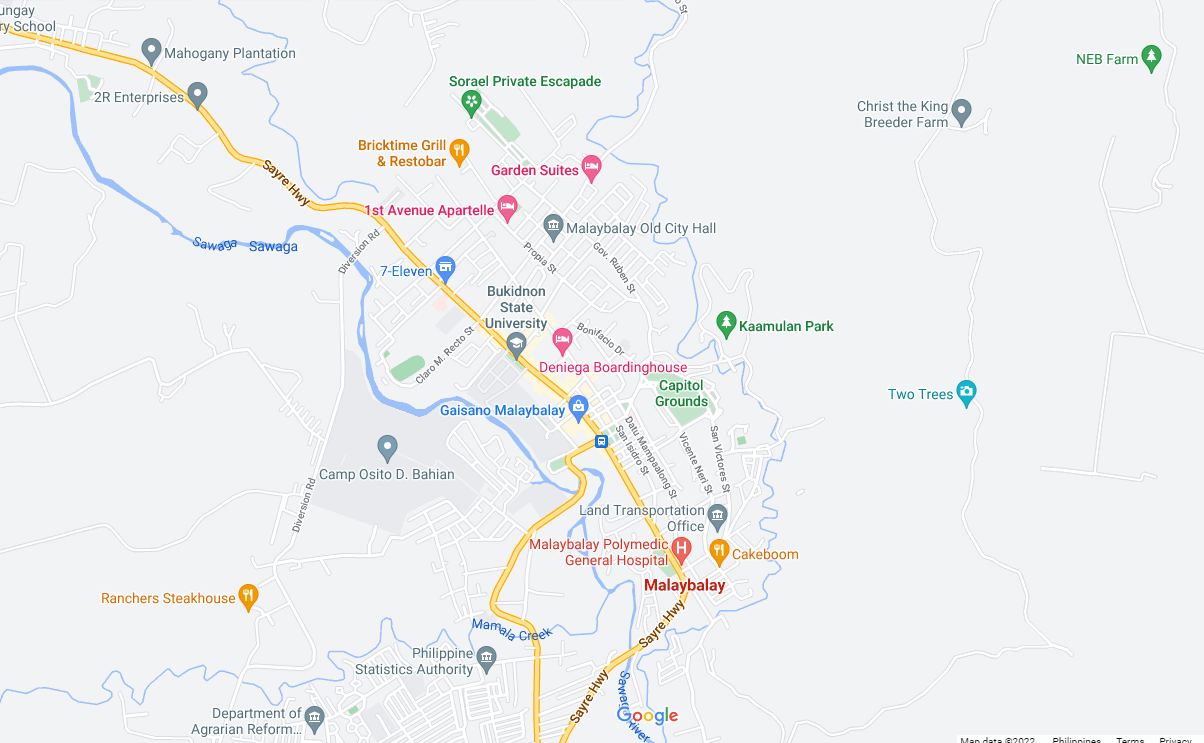 ungay
ry School
Mahogany Plantation
2R Enterprises
Sorael Private Escapade
NEB Farm
Christ the King
Breeder Farm
Bricktime Grill
& Restobar
Garden Suites
Sayre Hwy
1st Avenue Apartelle
Malaybalay Old City Hall
Sawaga
Sawaga
Diversion Rd
Propia St
Gov. Ruben St
7-Eleven
Bukidnon
State
University
Bonifacio Dr
Kaamulan Park
Claro M. Recto St
Deniega Boardinghouse
Capitol
Grounds
Two Trees
Gaisano Malaybalay
Datu Mampaalong St
San Isidro St
Vicente Neri St
San Victores St
Camp Osito D. Bahian
Diversion Rd
Land Transportation
Office
Malaybalay Polymedic
General Hospital
Cakeboom
Malaybalay
Ranchers Steakhouse
Sayre Hwy
Mamala Creek
Philippine
Statistics Authority
Sayre Hwy
River
Google
Department of
Agrarian Reform...
Map data ©2022 Philippines Terms Privacy